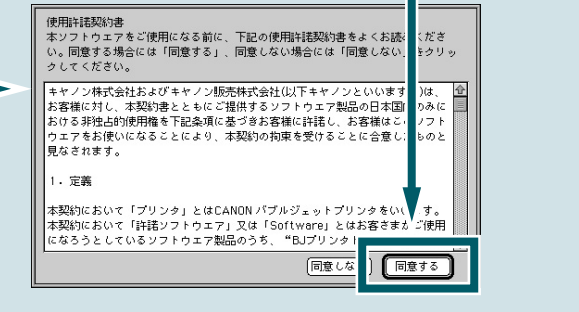 使用許諾契約書
本ソフトウエアをご使用になる前に、下記の使用許諾契約書をよくお読みくださ
い。同意する場合には「同意する」、同意しない場合には「同意しない」をクリッ
クしてください。
キヤノン株式会社およびキヤノン販売株式会社(以下キヤノンといいます。)は、
お客様に対し、本契約書とともにご提供するソフトウエア製品の日本国内のみに
おける非独占的使用権を下記条項に基づきお客様に許諾し、お客様はこのソフト
ウエアをお使いになることにより、本契約の拘束を受けることに合意したものと
見なされます。
1. 定義
本契約において「プリンタ」とはCANON バブルジェットプリンタをいいます。
本契約において「許諾ソフトウエア」又は「Software」とはお客さまがご使用
になろうとしているソフトウエア製品のうち、“BJプリンタ
同意しな
同意する